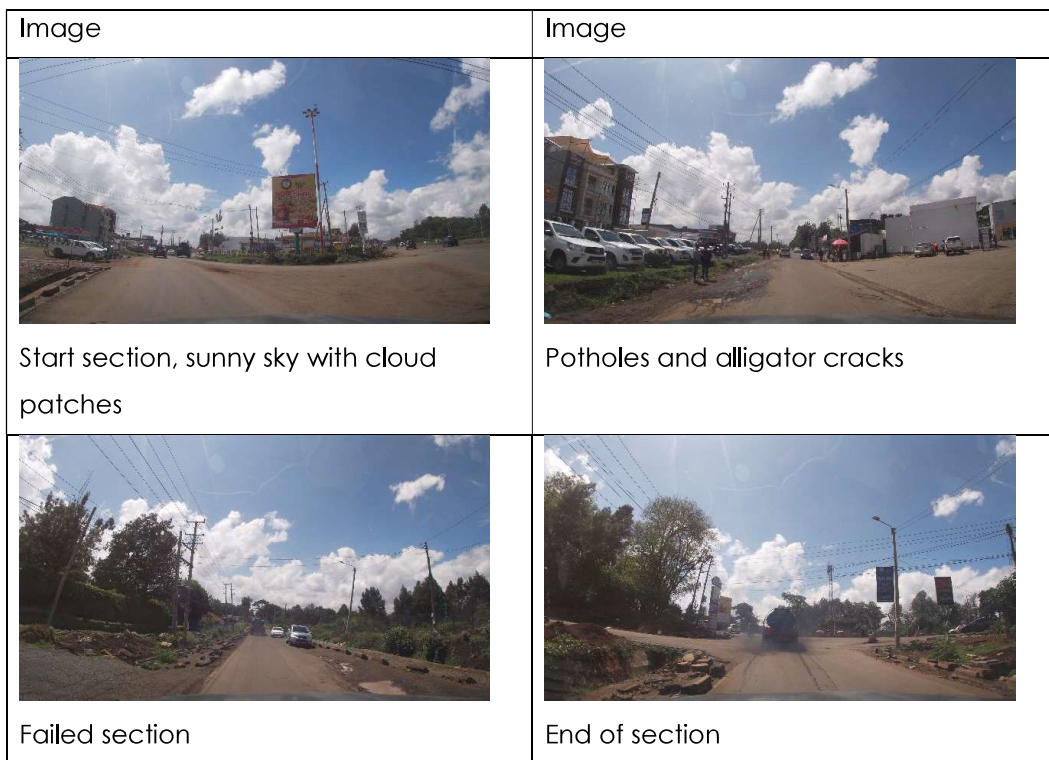 Image
Image
Start section, sunny sky with cloud
patches
Potholes and alligator cracks
Failed section
End of section